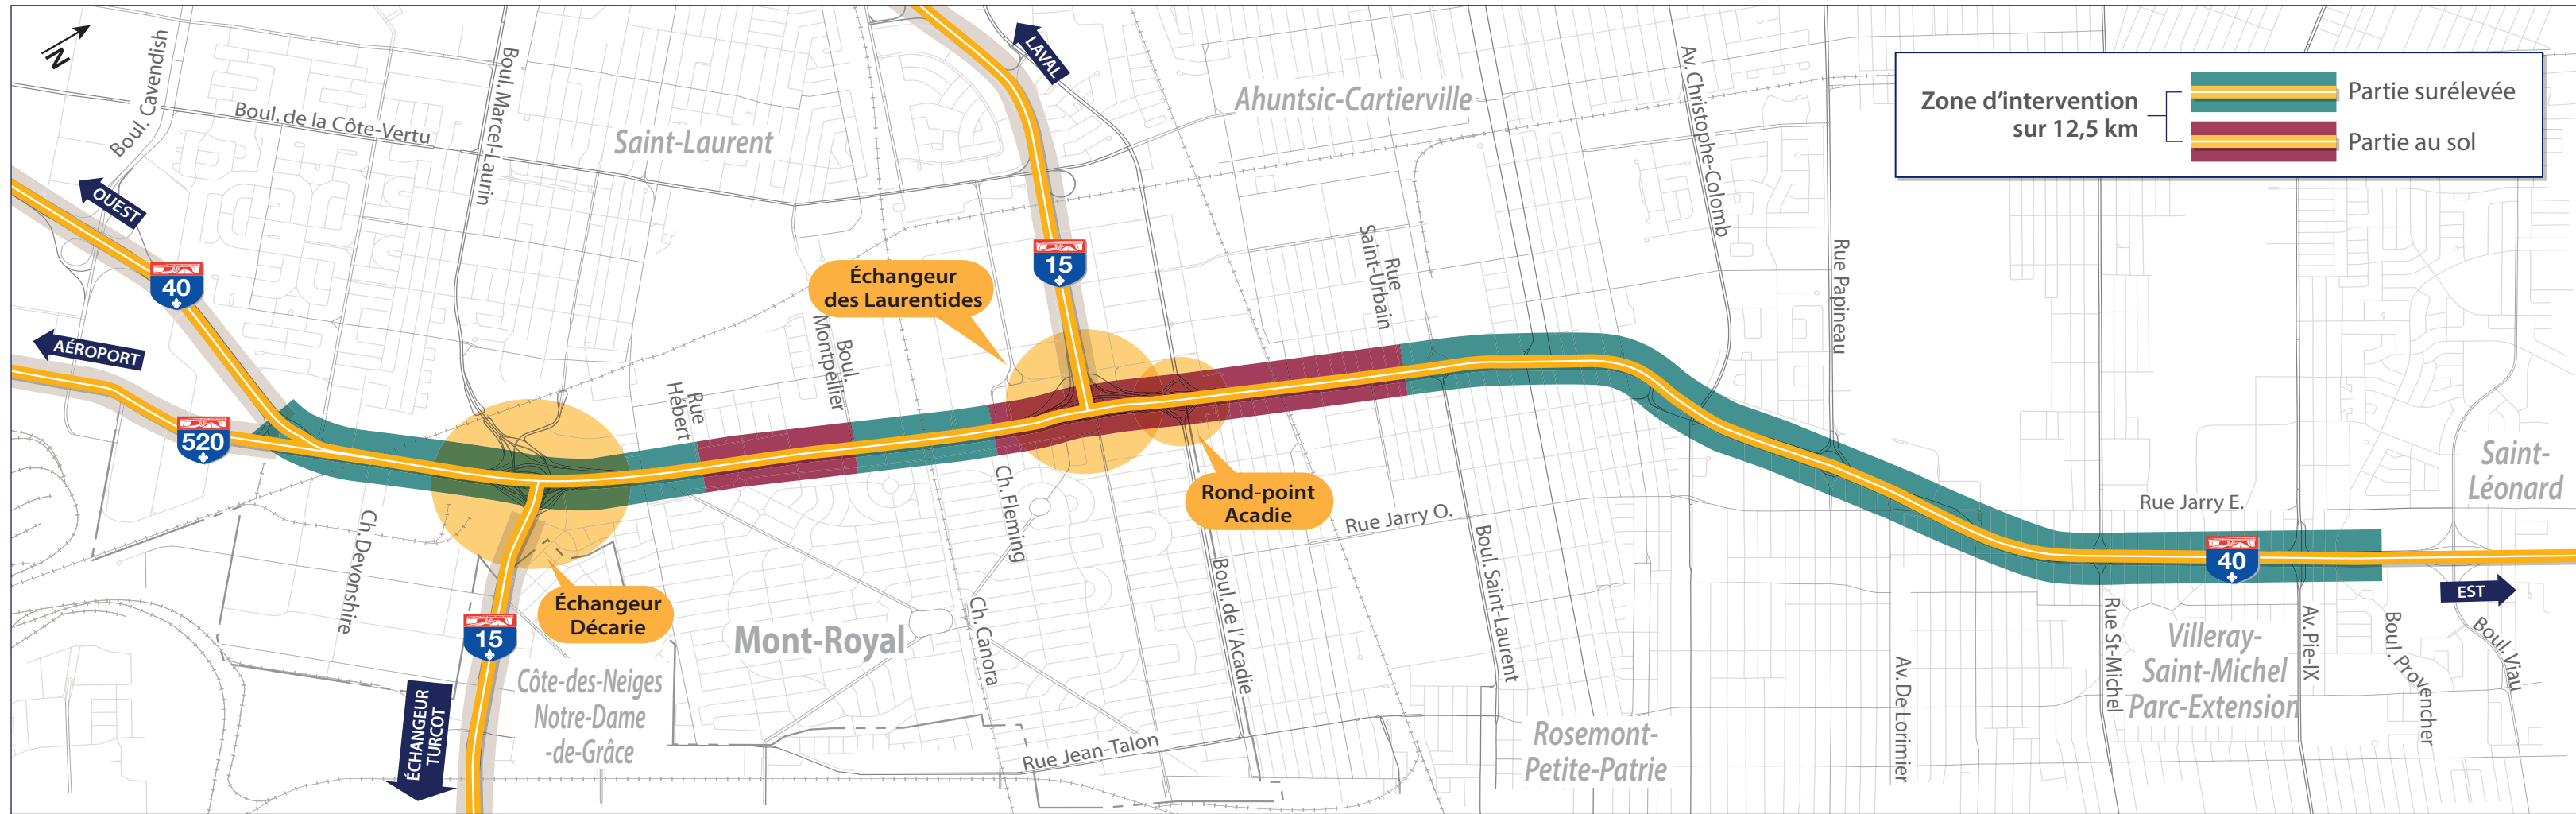 N
Boul. Cavendish
Boul. de la Côte-Vertu
Boul. Marcel-Laurin
Saint-Laurent
LAVAL
Ahuntsic-Cartierville
Av. Christophe-Colomb
Zone d'intervention
sur 12,5 km
Partie surélevée
Partie au sol
OUEST
40
AÉROPORT
520
Échangeur
des Laurentides
15
Rue
Saint-Urbain
Rue Papineau
Boul.
Montpellier
Rue
Hébert
Ch. Devonshire
Échangeur
Décarie
15
ÉCHANGEUR
TURCOT
Côte-des-Neiges
Notre-Dame
-de-Grâce
Mont-Royal
Ch. Fleming
Ch. Canora
Rond-point
Acadie
Boul. de l'Acadie
Rue Jean-Talon
Rue Jarry O.
Boul. Saint-Laurent
Rosemont-
Petite-Patrie
Av. De Lorimier
Rue Jarry E.
Saint-
Léonard
40
EST
Rue St-Michel
Villeray-
Saint-Michel
Parc-Extension
Av. Pie-IX
Boul. Provencher
Boul. Viau